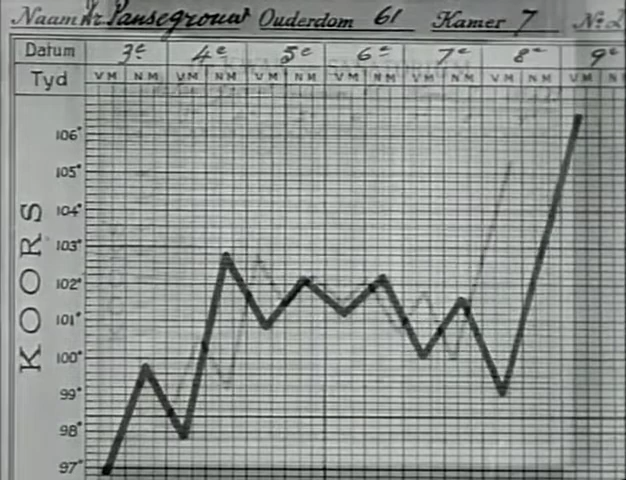 Naam Mr Pansegrouw Ouderdom 61 Kamer 7 No. 2
Datum 3e 4e 5e 6e 7e 8e 9e
Tyd VM NM VM NM VM NM VM NM VM NM VM NM VM N
KOORS
106°
105°
104°
103°
102°
101°
100°
99°
98°
97°